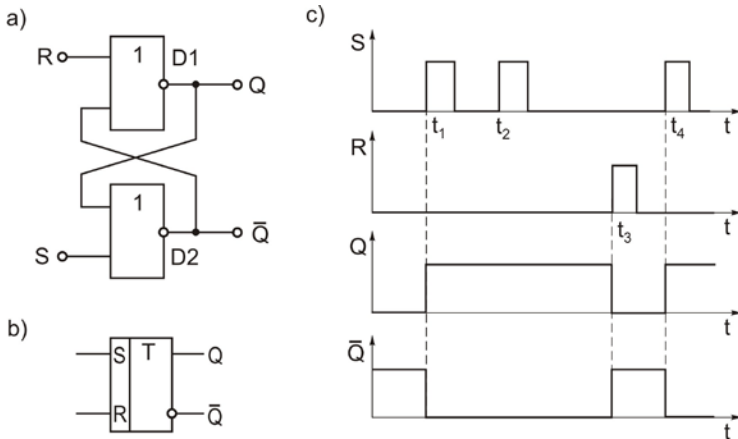 a)
R
1
D1
Q
1
S
D2
Q̄
b)
S
T
Q
R
Q̄
c)
S
t₁
t₂
t₄
t
R
t₃
t
Q
t
Q̄
t